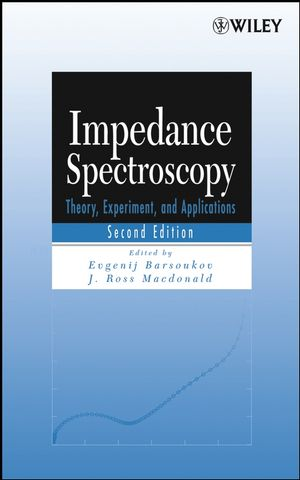 WILEY
Impedance
Spectroscopy
Theory, Experiment, and Applications
Second Edition
Edited by
Evgenij Barsoukov
J. Ross Macdonald